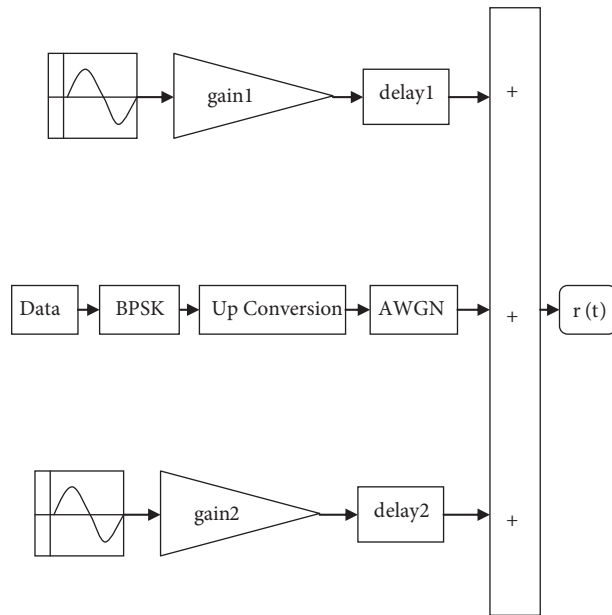 gain1
delay1
+
Data
BPSK
Up Conversion
AWGN
+
r (t)
gain2
delay2
+